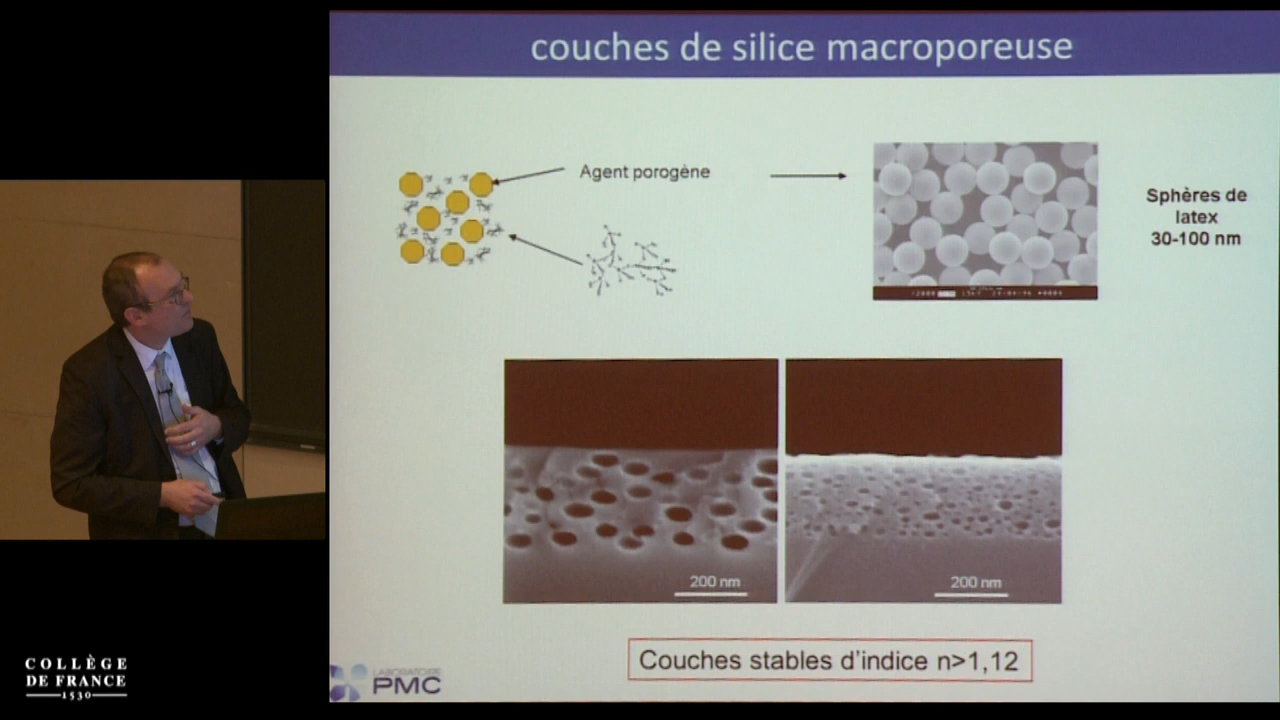 couches de silice macroporeuse
Agent porogène
Sphères de
latex
30-100 nm
200 nm
200 nm
Couches stables d'indice n>1,12
LABORATOIRE
PMC
COLLÈGE
DE FRANCE
1530